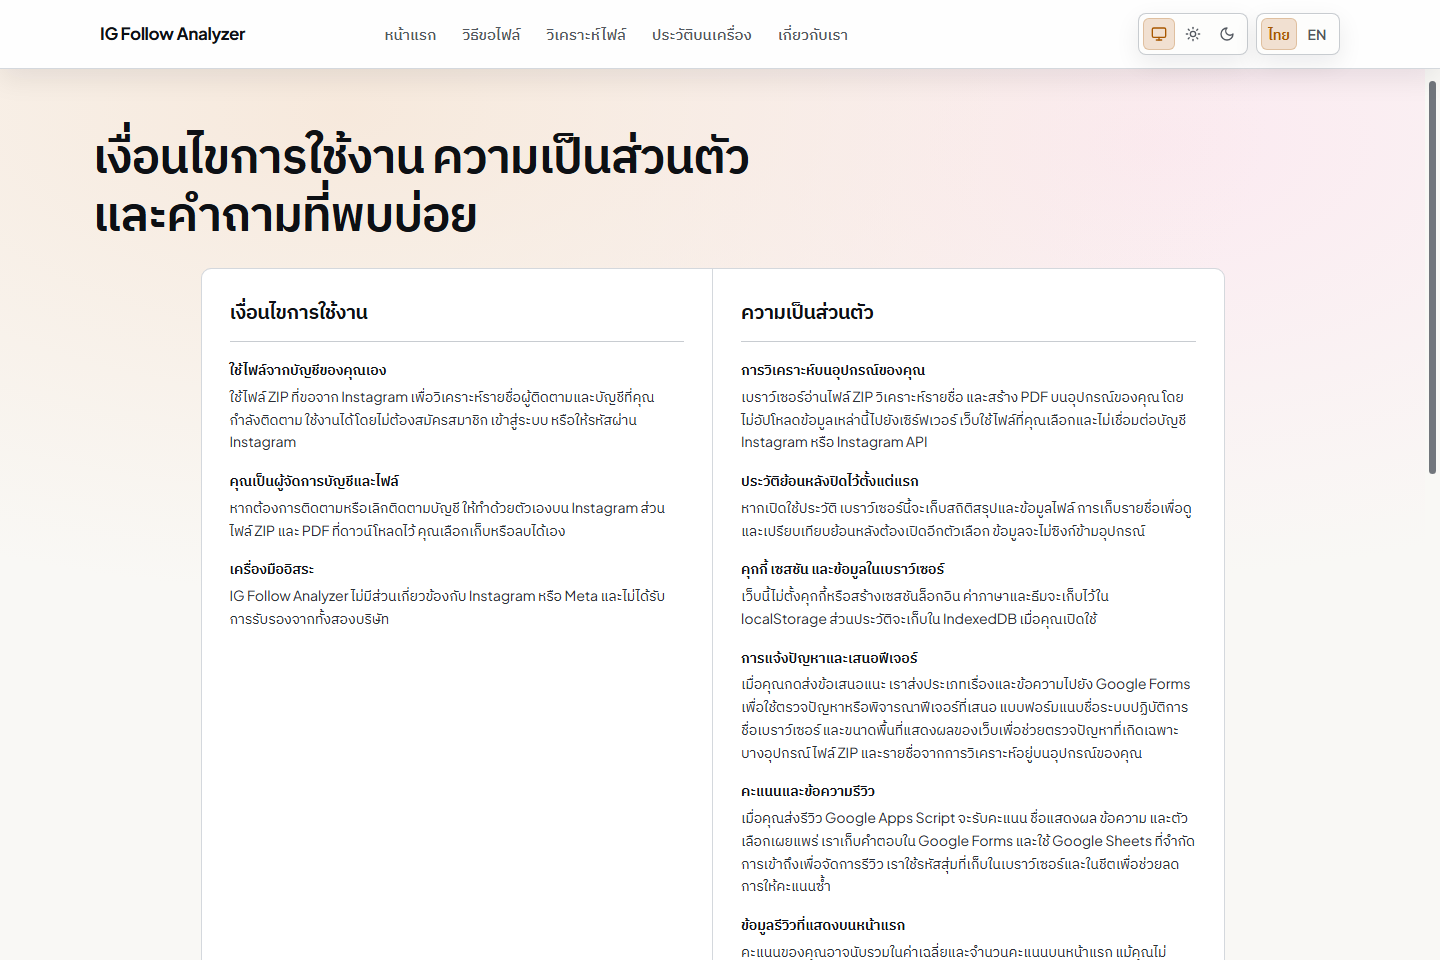 IG Follow Analyzer
หน้าแรก
วิธีขอไฟล์
วิเคราะห์ไฟล์
ประวัติบนเครื่อง
เกี่ยวกับเรา
ไทย
EN
เงื่อนไขการใช้งาน ความเป็นส่วนตัว
และคำถามที่พบบ่อย
เงื่อนไขการใช้งาน
ใช้ไฟล์จากบัญชีของคุณเอง
ใช้ไฟล์ ZIP ที่ขอจาก Instagram เพื่อวิเคราะห์รายชื่อผู้ติดตามและบัญชีที่คุณ
กำลังติดตาม ใช้งานได้โดยไม่ต้องสมัครสมาชิก เข้าสู่ระบบ หรือให้รหัสผ่าน
Instagram
คุณเป็นผู้จัดการบัญชีและไฟล์
หากต้องการติดตามหรือเลิกติดตามบัญชี ให้ทำด้วยตัวเองบน Instagram ส่วน
ไฟล์ ZIP และ PDF ที่ดาวน์โหลดไว้ คุณเลือกเก็บหรือลบได้เอง
เครื่องมืออิสระ
IG Follow Analyzer ไม่มีส่วนเกี่ยวข้องกับ Instagram หรือ Meta และไม่ได้รับ
การรับรองจากทั้งสองบริษัท
ความเป็นส่วนตัว
การวิเคราะห์บนอุปกรณ์ของคุณ
เบราว์เซอร์อ่านไฟล์ ZIP วิเคราะห์รายชื่อ และสร้าง PDF บนอุปกรณ์ของคุณ โดย
ไม่อัปโหลดข้อมูลเหล่านี้ไปยังเซิร์ฟเวอร์ เว็บใช้ไฟล์ที่คุณเลือกและไม่เชื่อมต่อบัญชี
Instagram หรือ Instagram API
ประวัติย้อนหลังปิดไว้ตั้งแต่แรก
หากเปิดใช้ประวัติ เบราว์เซอร์นี้จะเก็บสถิติสรุปและข้อมูลไฟล์ การเก็บรายชื่อเพื่อดู
และเปรียบเทียบย้อนหลังต้องเปิดอีกตัวเลือก ข้อมูลจะไม่ซิงก์ข้ามอุปกรณ์
คุกกี้ เซสชัน และข้อมูลในเบราว์เซอร์
เว็บนี้ไม่ตั้งคุกกี้หรือสร้างเซสชันล็อกอิน ค่าภาษาและธีมจะเก็บไว้ใน
localStorage ส่วนประวัติจะเก็บใน IndexedDB เมื่อคุณเปิดใช้
การแจ้งปัญหาและเสนอฟีเจอร์
เมื่อคุณกดส่งข้อเสนอแนะ เราส่งประเภทเรื่องและข้อความไปยัง Google Forms
เพื่อใช้ตรวจปัญหาหรือพิจารณาฟีเจอร์ที่เสนอ แบบฟอร์มแนบชื่อระบบปฏิบัติการ
ชื่อเบราว์เซอร์ และขนาดพื้นที่แสดงผลของเว็บเพื่อช่วยตรวจปัญหาที่เกิดเฉพาะ
บางอุปกรณ์ ไฟล์ ZIP และรายชื่อจากการวิเคราะห์อยู่บนอุปกรณ์ของคุณ
คะแนนและข้อความรีวิว
เมื่อคุณส่งรีวิว Google Apps Script จะรับคะแนน ชื่อแสดงผล ข้อความ และตัว
เลือกเผยแพร่ เราเก็บคำตอบใน Google Forms และใช้ Google Sheets ที่จำกัด
การเข้าถึงเพื่อจัดการรีวิว เราใช้รหัสสุ่มที่เก็บในเบราว์เซอร์และในชีตเพื่อช่วยลด
การให้คะแนนซ้ำ
ข้อมูลรีวิวที่แสดงบนหน้าแรก
คะแนนของคุณอาจนับรวมในค่าเฉลี่ยและจำนวนคะแนนบนหน้าแรก แม้คุณไม่